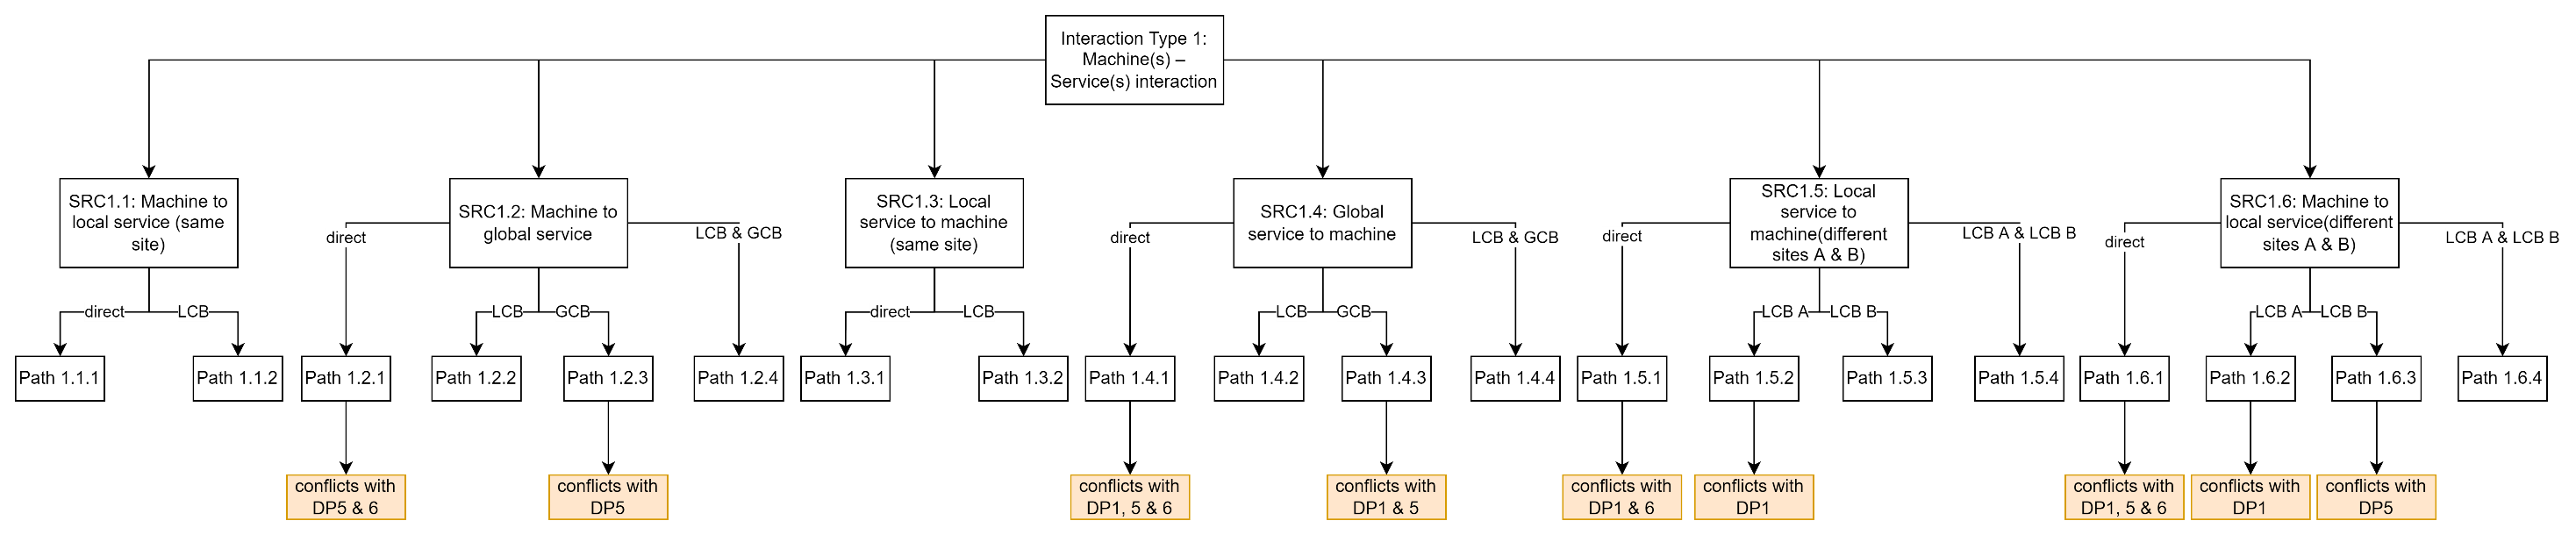 Interaction Type 1:
Machine(s) –
Service(s) interaction
SRC1.1: Machine to
local service (same
site)
SRC1.2: Machine to
global service
SRC1.3: Local
service to machine
(same site)
SRC1.4: Global
service to machine
SRC1.5: Local
service to
machine(different
sites A & B)
SRC1.6: Machine to
local service(different
sites A & B)
direct
LCB
direct
LCB
GCB
LCB & GCB
direct
LCB
direct
LCB
GCB
LCB & GCB
direct
LCB A
LCB B
LCB A & LCB B
direct
LCB A
LCB B
LCB A & LCB B
Path 1.1.1
Path 1.1.2
Path 1.2.1
Path 1.2.2
Path 1.2.3
Path 1.2.4
Path 1.3.1
Path 1.3.2
Path 1.4.1
Path 1.4.2
Path 1.4.3
Path 1.4.4
Path 1.5.1
Path 1.5.2
Path 1.5.3
Path 1.5.4
Path 1.6.1
Path 1.6.2
Path 1.6.3
Path 1.6.4
conflicts with
DP5 & 6
conflicts with
DP5
conflicts with
DP1, 5 & 6
conflicts with
DP1 & 5
conflicts with
DP1 & 6
conflicts with
DP1
conflicts with
DP1, 5 & 6
conflicts with
DP1
conflicts with
DP5